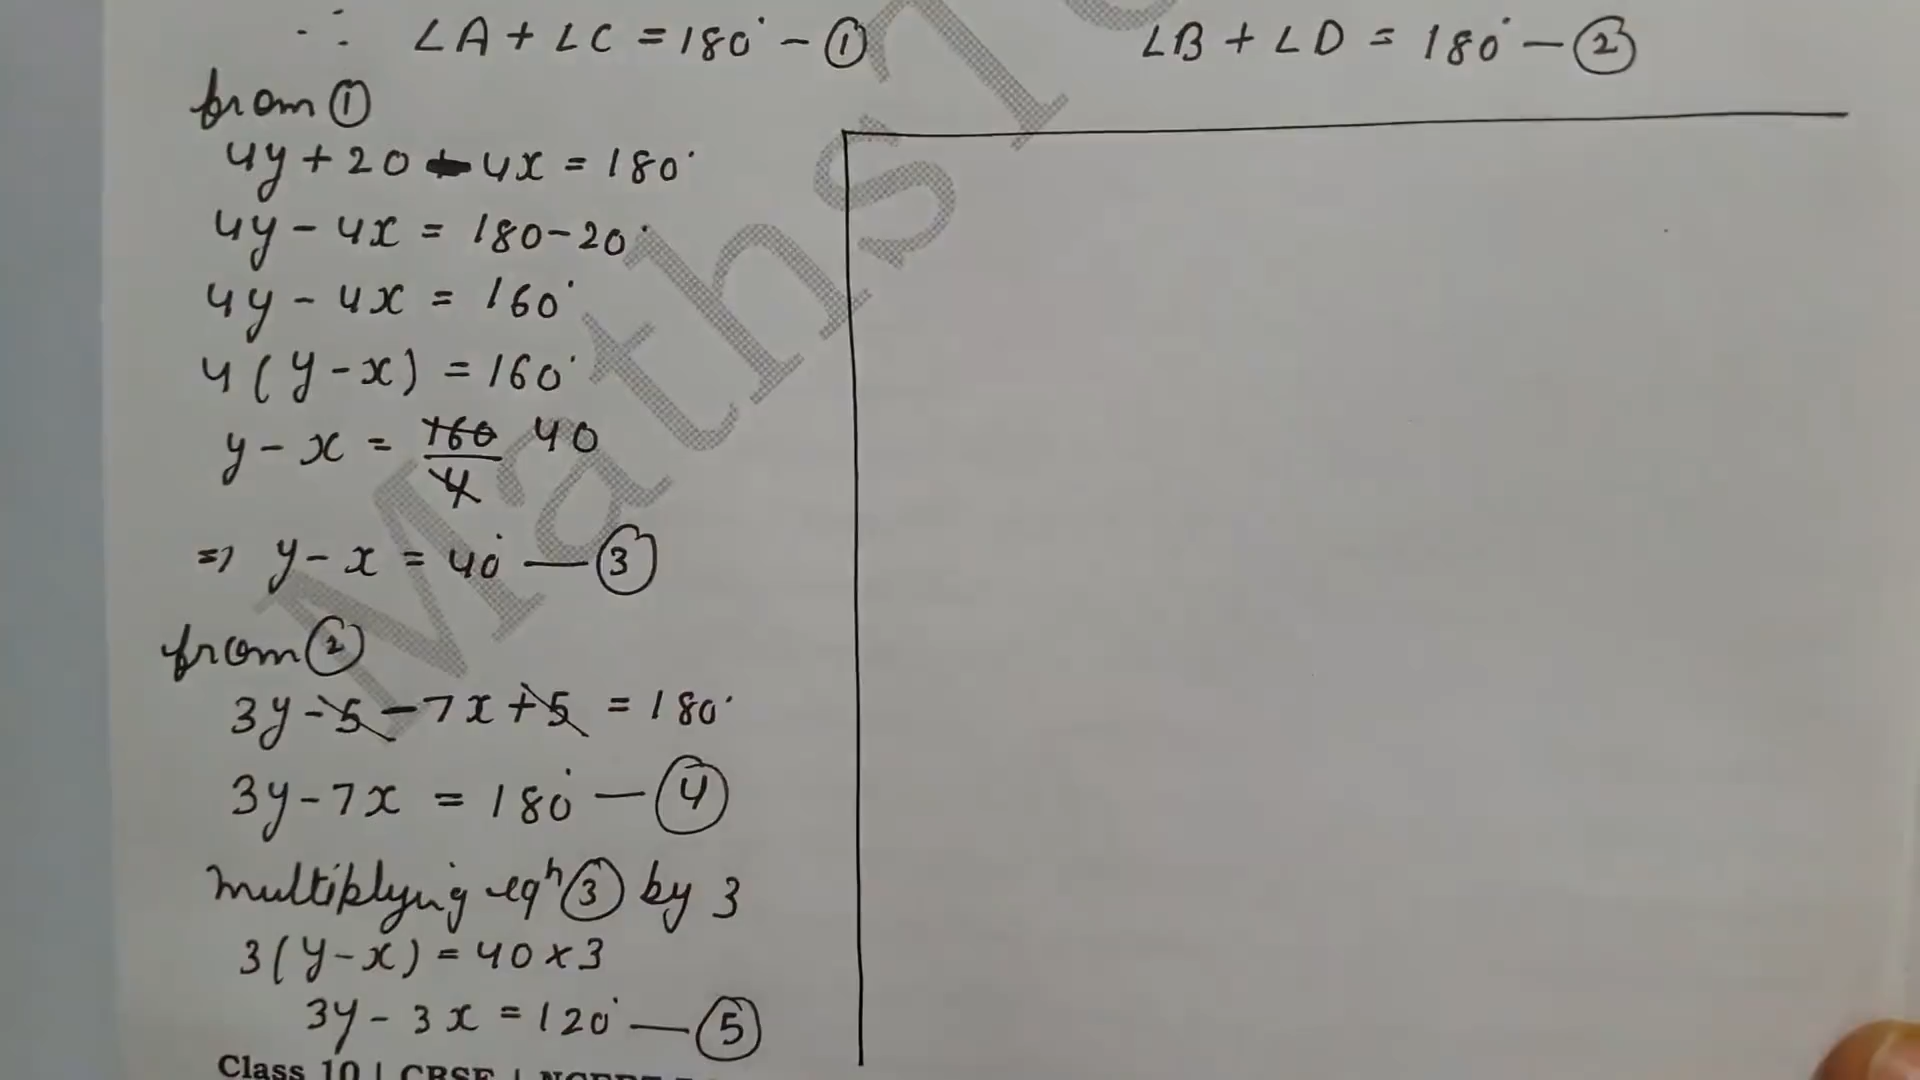 ∴ ∠A + ∠C = 180° – ① ∠B + ∠D = 180° – ②
from ①
4y + 20 - 4x = 180°
4y - 4x = 180 - 20°
4y - 4x = 160°
4(y - x) = 160°
y - x = 160/4 40
⇒ y - x = 40° — ③
from ②
3y - 5 - 7x + 5 = 180°
3y - 7x = 180° — ④
Multiplying eqⁿ ③ by 3
3(y - x) = 40 × 3
3y - 3x = 120° — ⑤
Class 10 | CBSE |
Maths